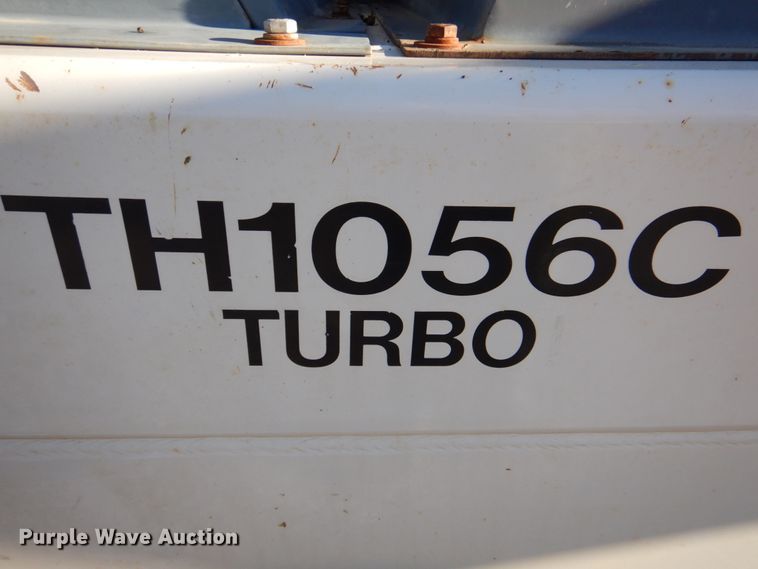 TH1056C
TURBO
Purple Wave Auction